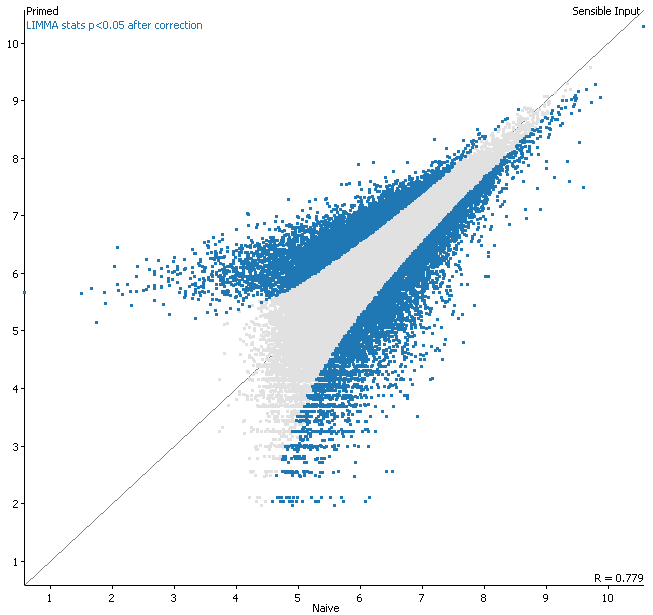 Primed Sensible Input
LIMMA stats p<0.05 after correction
10
9
8
7
6
5
4
3
2
1
R = 0.779
1 2 3 4 5 6 7 8 9 10
Naive